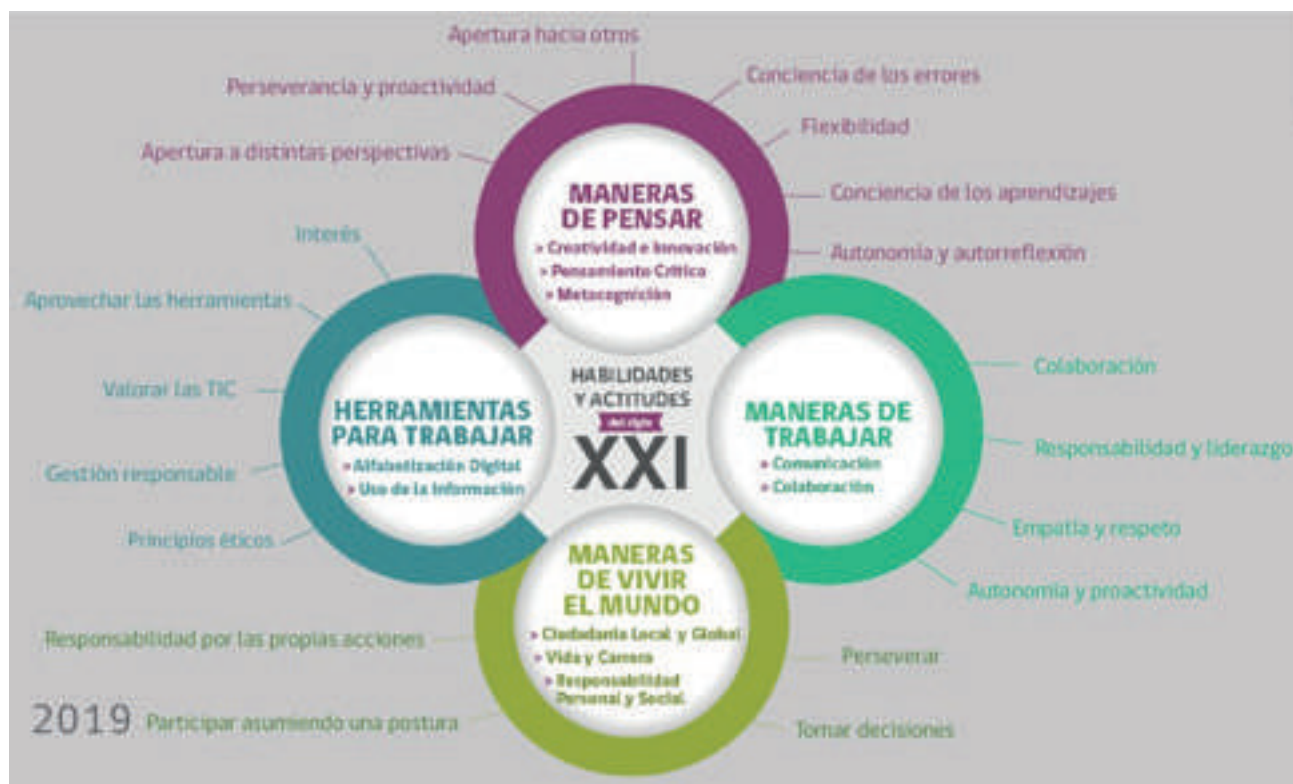 Apertura hacia otros
Perseverancia y proactividad
Conciencia de los errores
Flexibilidad
Apertura a distintas perspectivas
Conciencia de los aprendizajes
Autonomía y autorreflexión
MANERAS
DE PENSAR
» Creatividad e Innovación
» Pensamiento Crítico
» Metacognición
Interés
Aprovechar las herramientas
Valorar las TIC
Gestión responsable
Principios éticos
HERRAMIENTAS
PARA TRABAJAR
» Alfabetización Digital
» Uso de la Información
HABILIDADES
Y ACTITUDES
del siglo
XXI
MANERAS DE
TRABAJAR
» Comunicación
» Colaboración
Colaboración
Responsabilidad y liderazgo
Empatía y respeto
Autonomía y proactividad
MANERAS
DE VIVIR
EL MUNDO
» Ciudadanía Local y Global
» Vida y Carrera
» Responsabilidad
Personal y Social
Responsabilidad por las propias acciones
Participar asumiendo una postura
Perseverar
Tomar decisiones
2019